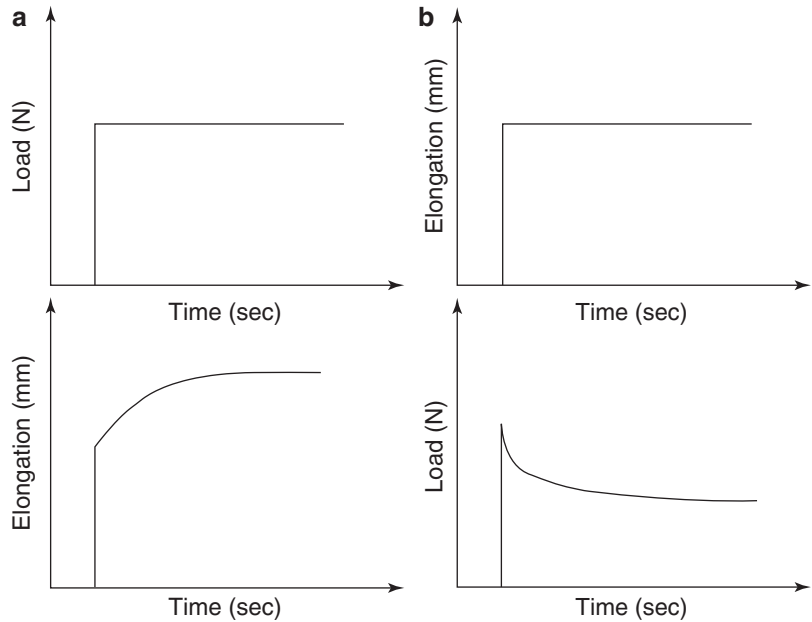 a
Load (N)
Time (sec)
Elongation (mm)
Time (sec)
b
Elongation (mm)
Time (sec)
Load (N)
Time (sec)